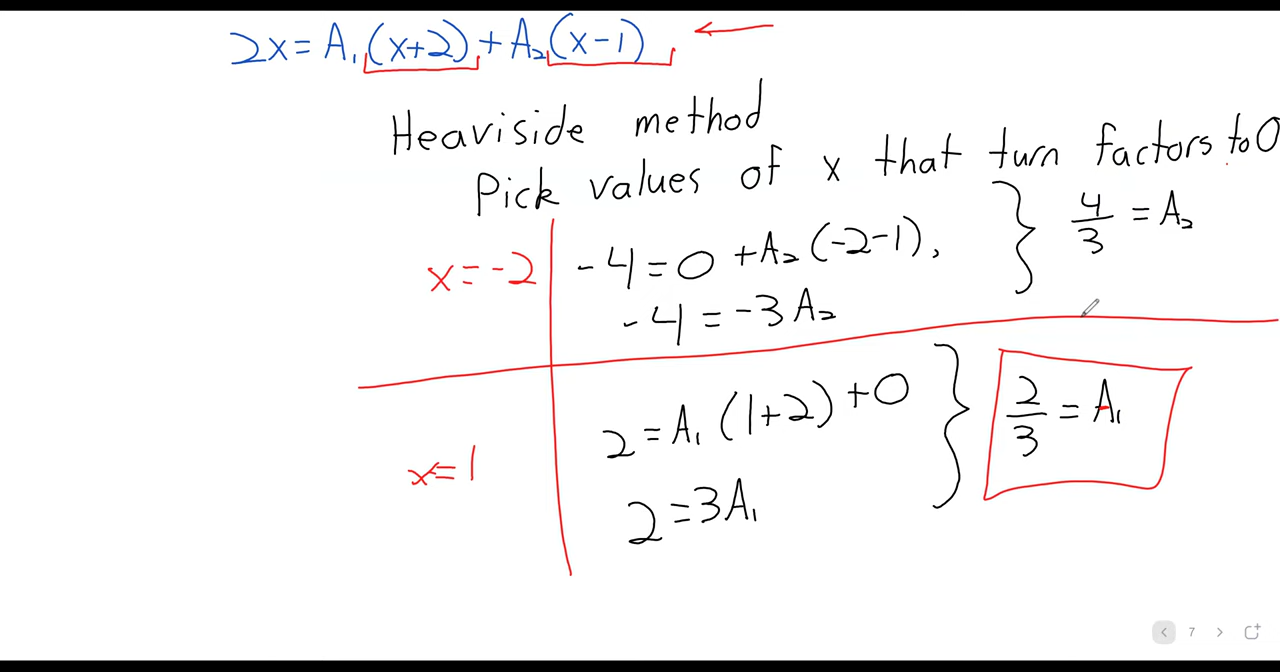 2x = A₁(x+2) + A₂(x-1)
Heaviside method
Pick values of x that turn factors to 0
x = -2
-4 = 0 + A₂(-2-1),
-4 = -3A₂
4/3 = A₂
x=1
2 = A₁(1+2) + 0
2 = 3A₁
2/3 = A₁
7